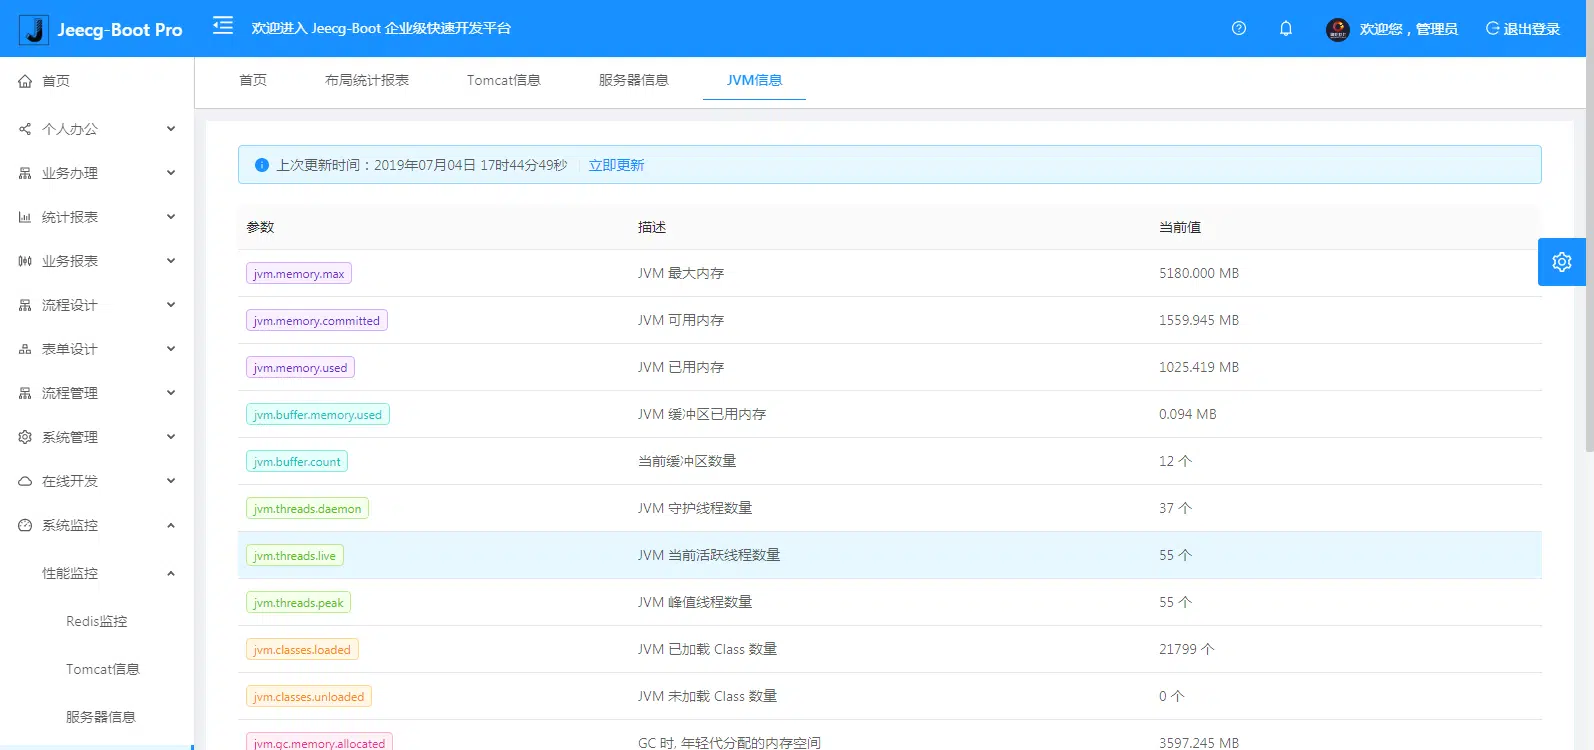 Jeecg-Boot Pro
欢迎进入 Jeecg-Boot 企业级快速开发平台
欢迎您，管理员
退出登录
首页
个人办公
业务办理
统计报表
业务报表
流程设计
表单设计
流程管理
系统管理
在线开发
系统监控
性能监控
Redis监控
Tomcat信息
服务器信息
首页 布局统计报表 Tomcat信息 服务器信息 JVM信息
上次更新时间：2019年07月04日 17时44分49秒 立即更新
参数 描述 当前值
jvm.memory.max JVM 最大内存 5180.000 MB
jvm.memory.committed JVM 可用内存 1559.945 MB
jvm.memory.used JVM 已用内存 1025.419 MB
jvm.buffer.memory.used JVM 缓冲区已用内存 0.094 MB
jvm.buffer.count 当前缓冲区数量 12 个
jvm.threads.daemon JVM 守护线程数量 37 个
jvm.threads.live JVM 当前活跃线程数量 55 个
jvm.threads.peak JVM 峰值线程数量 55 个
jvm.classes.loaded JVM 已加载 Class 数量 21799 个
jvm.classes.unloaded JVM 未加载 Class 数量 0 个
jvm.gc.memory.allocated GC 时, 年轻代分配的内存空间 3597.245 MB